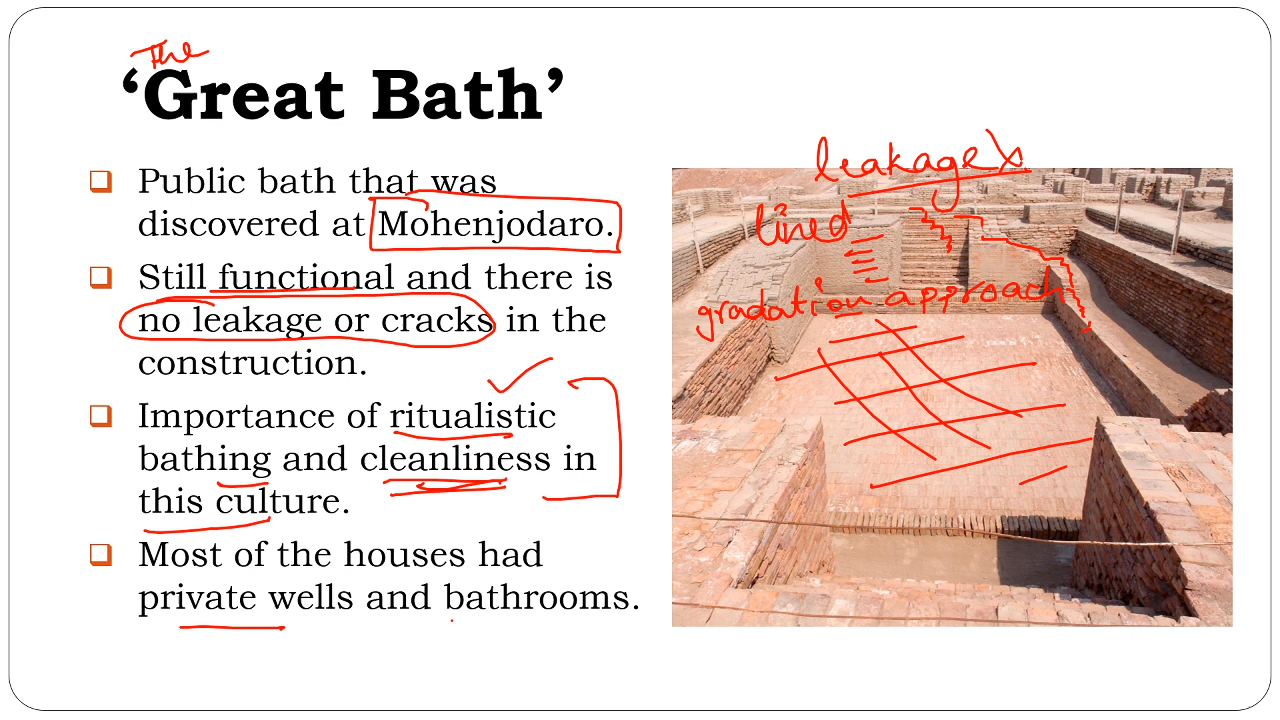 The
‘Great Bath’
Public bath that was
discovered at Mohenjodaro.
Still functional and there is
no leakage or cracks in the
construction.
Importance of ritualistic
bathing and cleanliness in
this culture.
Most of the houses had
private wells and bathrooms.
leakage X
lined
gradation approach